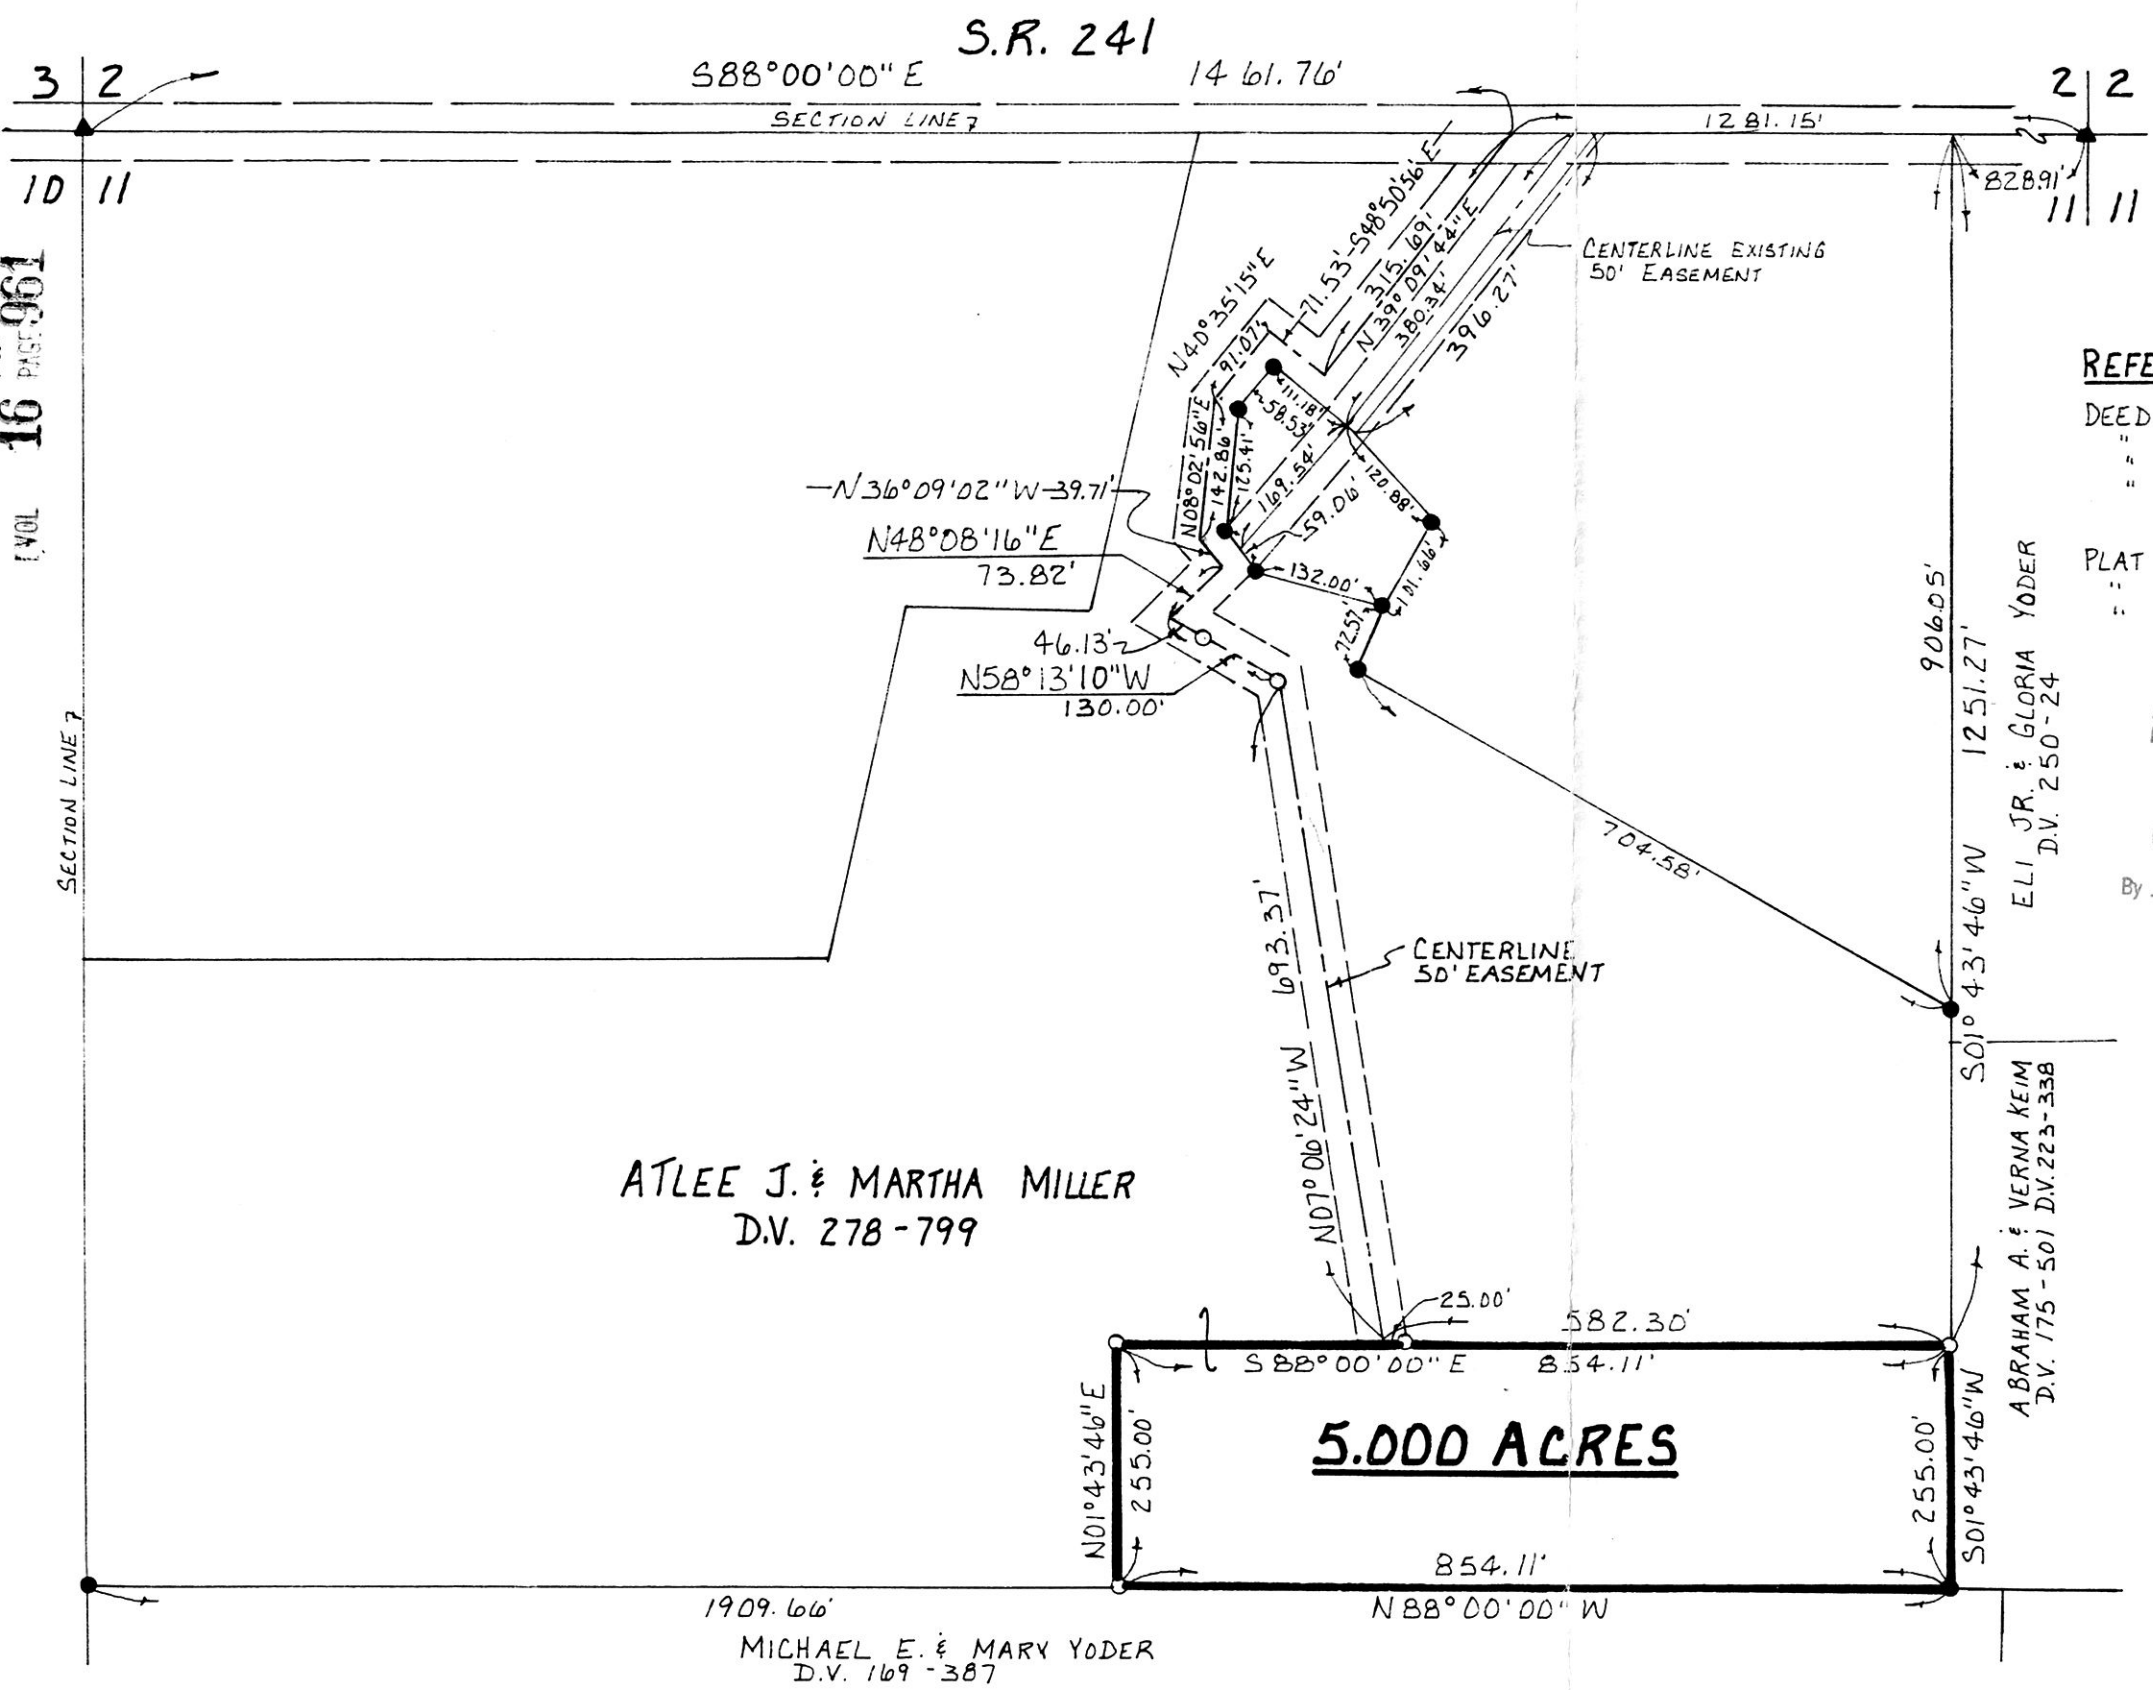 S.R. 241
S88°00'00" E 1461.76'
3 2
2 2
SECTION LINE
1281.15'
10 11
828.91'
11 11
VOL 16 PAGE 961
71.53'-S48°50'56"E
315.69'
N39°09'44"E
380.34'
396.27'
CENTERLINE EXISTING
50' EASEMENT
N40°35'15"E
91.07'
REFE
DEED
"
"
PLAT
"
"
111.18'
58.53'
N08°02'56"E
142.86'
125.41'
169.54'
59.06'
120.88'
N36°09'02"W 39.71'
N48°08'16"E
73.82'
132.00'
101.66'
72.57'
46.13'
N58°13'10"W
130.00'
906.05'
S01°43'46"W 1251.27'
ELI JR. & GLORIA YODER
D.V. 250-24
SECTION LINE
704.58'
By
N07°06'24"W 693.37'
CENTERLINE
50' EASEMENT
ATLEE J. & MARTHA MILLER
D.V. 278-799
ABRAHAM A. & VERNA KEIM
D.V. 175-501 D.V. 223-338
25.00'
582.30'
S88°00'00" E 854.11'
N01°43'46"E
255.00'
5.000 ACRES
255.00'
S01°43'46"W
854.11'
N88°00'00" W
1909.66'
MICHAEL E. & MARY YODER
D.V. 169-387